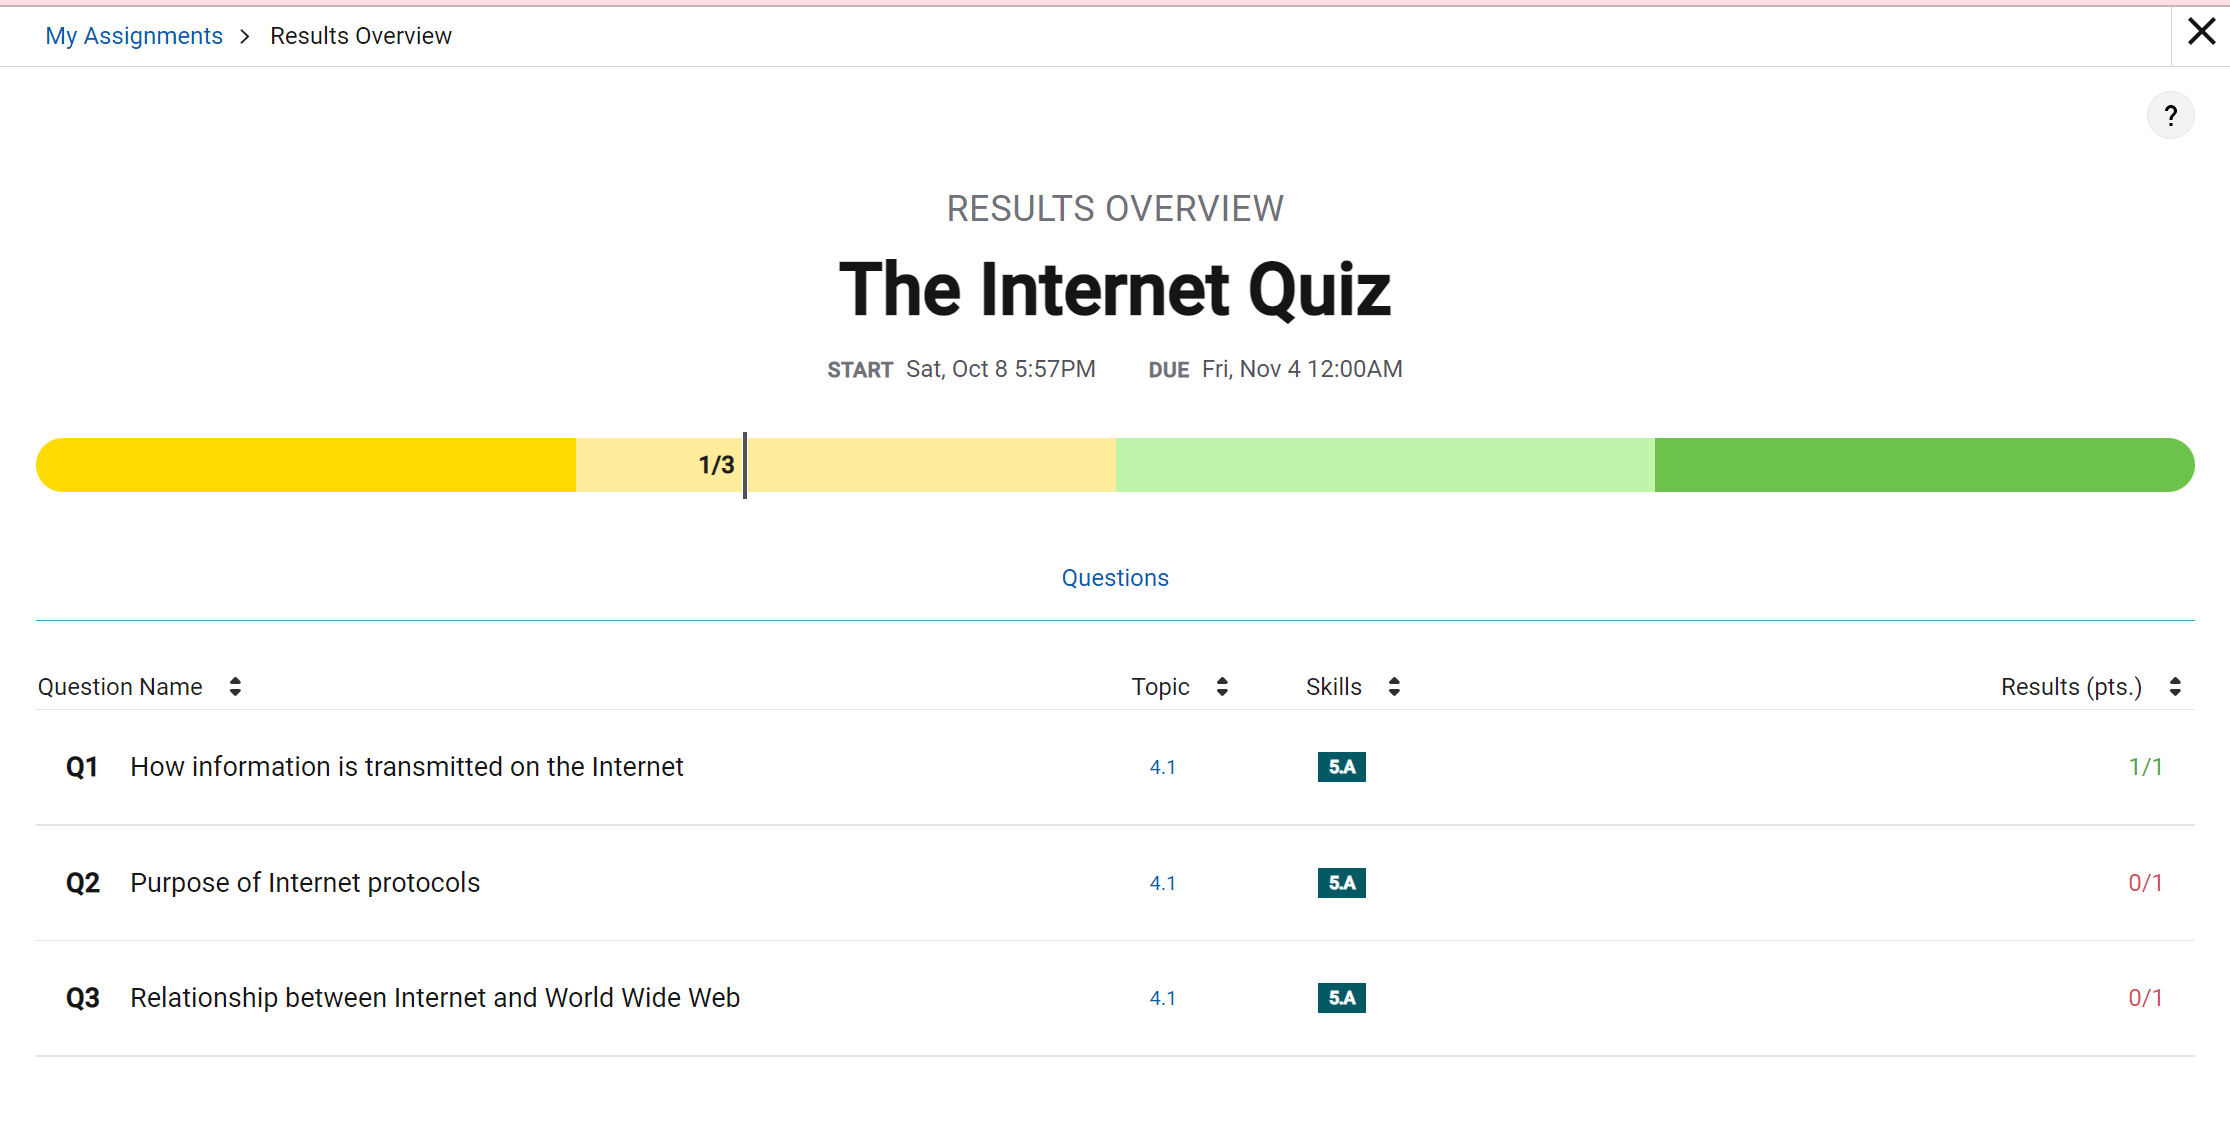 My Assignments > Results Overview
?
RESULTS OVERVIEW
The Internet Quiz
START Sat, Oct 8 5:57PM DUE Fri, Nov 4 12:00AM
1/3
Questions
Question Name Topic Skills Results (pts.)
Q1 How information is transmitted on the Internet 4.1 5.A 1/1
Q2 Purpose of Internet protocols 4.1 5.A 0/1
Q3 Relationship between Internet and World Wide Web 4.1 5.A 0/1